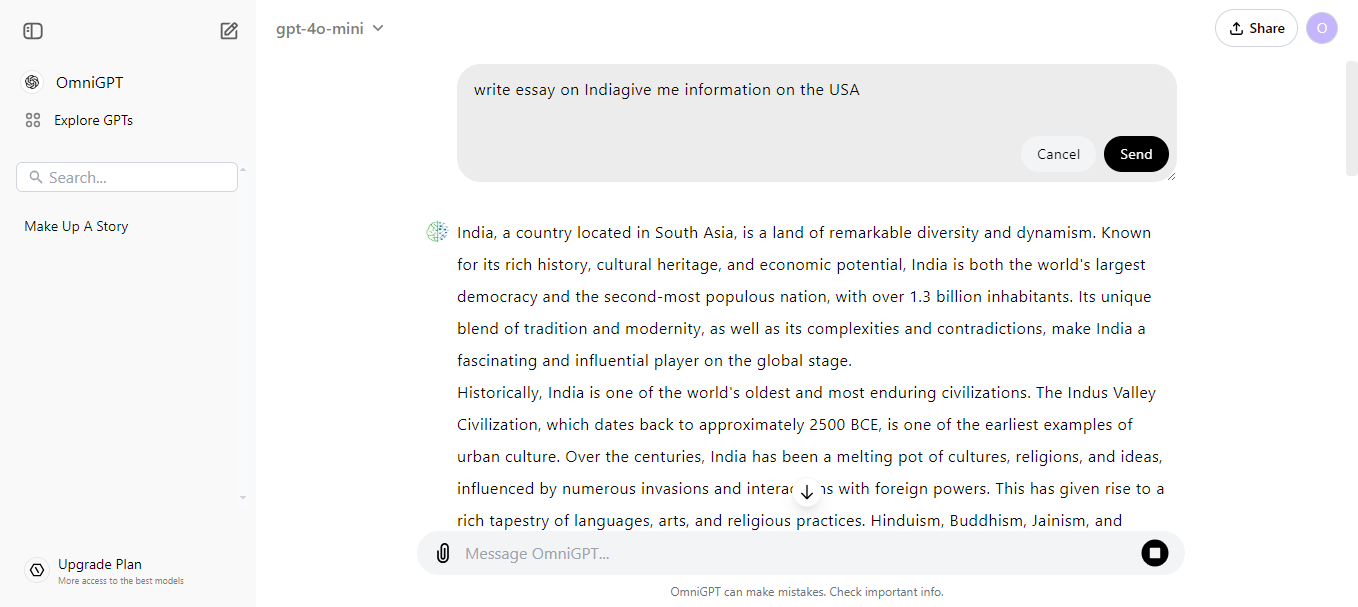 gpt-4o-mini
Share
O
OmniGPT
Explore GPTs
Search...
Make Up A Story
Upgrade Plan
More access to the best models
write essay on Indiagive me information on the USA
Cancel
Send
India, a country located in South Asia, is a land of remarkable diversity and dynamism. Known
for its rich history, cultural heritage, and economic potential, India is both the world's largest
democracy and the second-most populous nation, with over 1.3 billion inhabitants. Its unique
blend of tradition and modernity, as well as its complexities and contradictions, make India a
fascinating and influential player on the global stage.
Historically, India is one of the world's oldest and most enduring civilizations. The Indus Valley
Civilization, which dates back to approximately 2500 BCE, is one of the earliest examples of
urban culture. Over the centuries, India has been a melting pot of cultures, religions, and ideas,
influenced by numerous invasions and with foreign powers. This has given rise to a
rich tapestry of languages, arts, and religious practices. Hinduism, Buddhism, Jainism, and
Message OmniGPT...
OmniGPT can make mistakes. Check important info.